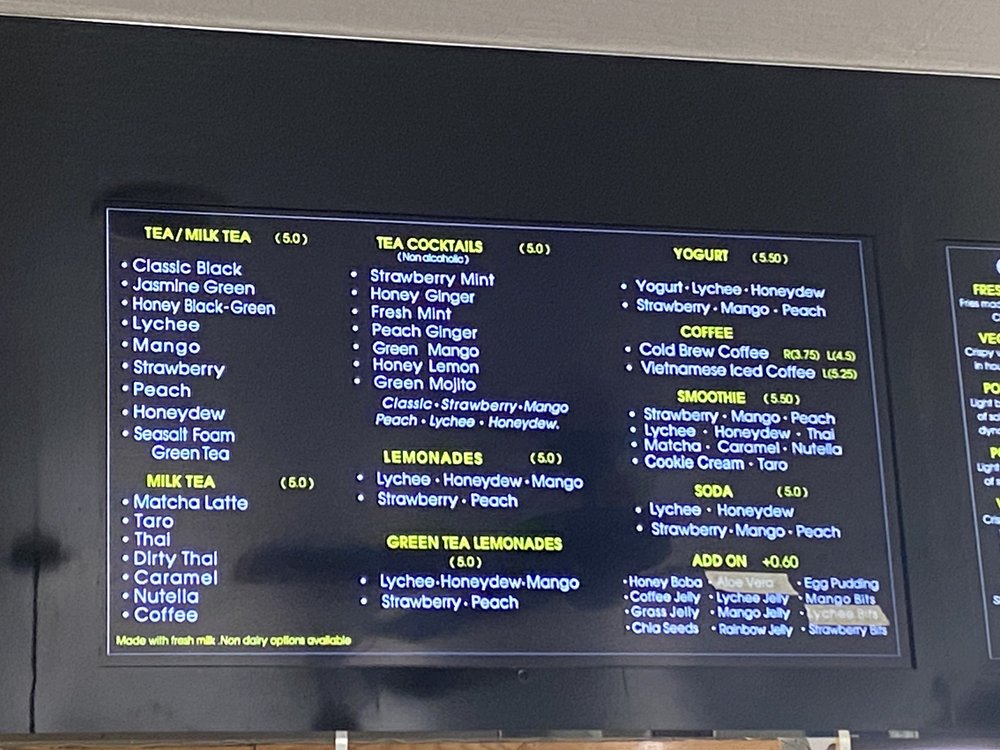 TEA / MILK TEA (5.0)
• Classic Black
• Jasmine Green
• Honey Black-Green
• Lychee
• Mango
• Strawberry
• Peach
• Honeydew
• Seasalt Foam
Green Tea
MILK TEA (5.0)
• Matcha Latte
• Taro
• Thai
• Dirty Thai
• Caramel
• Nutella
• Coffee
Made with fresh milk .Non dairy options available
TEA COCKTAILS (5.0)
(Non alcoholic)
• Strawberry Mint
• Honey Ginger
• Fresh Mint
• Peach Ginger
• Green Mango
• Honey Lemon
• Green Mojito
Classic • Strawberry • Mango
Peach • Lychee • Honeydew.
LEMONADES (5.0)
• Lychee • Honeydew • Mango
• Strawberry • Peach
GREEN TEA LEMONADES
(5.0)
• Lychee • Honeydew • Mango
• Strawberry • Peach
YOGURT (5.50)
• Yogurt • Lychee • Honeydew
• Strawberry • Mango • Peach
COFFEE
• Cold Brew Coffee R(3.75) L(4.5)
• Vietnamese Iced Coffee L(5.25)
SMOOTHIE (5.50)
• Strawberry • Mango • Peach
• Lychee • Honeydew • Thai
• Matcha • Caramel • Nutella
• Cookie Cream • Taro
SODA (5.0)
• Lychee • Honeydew
• Strawberry • Mango • Peach
ADD ON +0.60
• Honey Boba • Aloe Vera • Egg Pudding
• Coffee Jelly • Lychee Jelly • Mango Bits
• Grass Jelly • Mango Jelly • Lychee Bits
• Chia Seeds • Rainbow Jelly • Strawberry Bits
Fries
Crispy
Light
Light